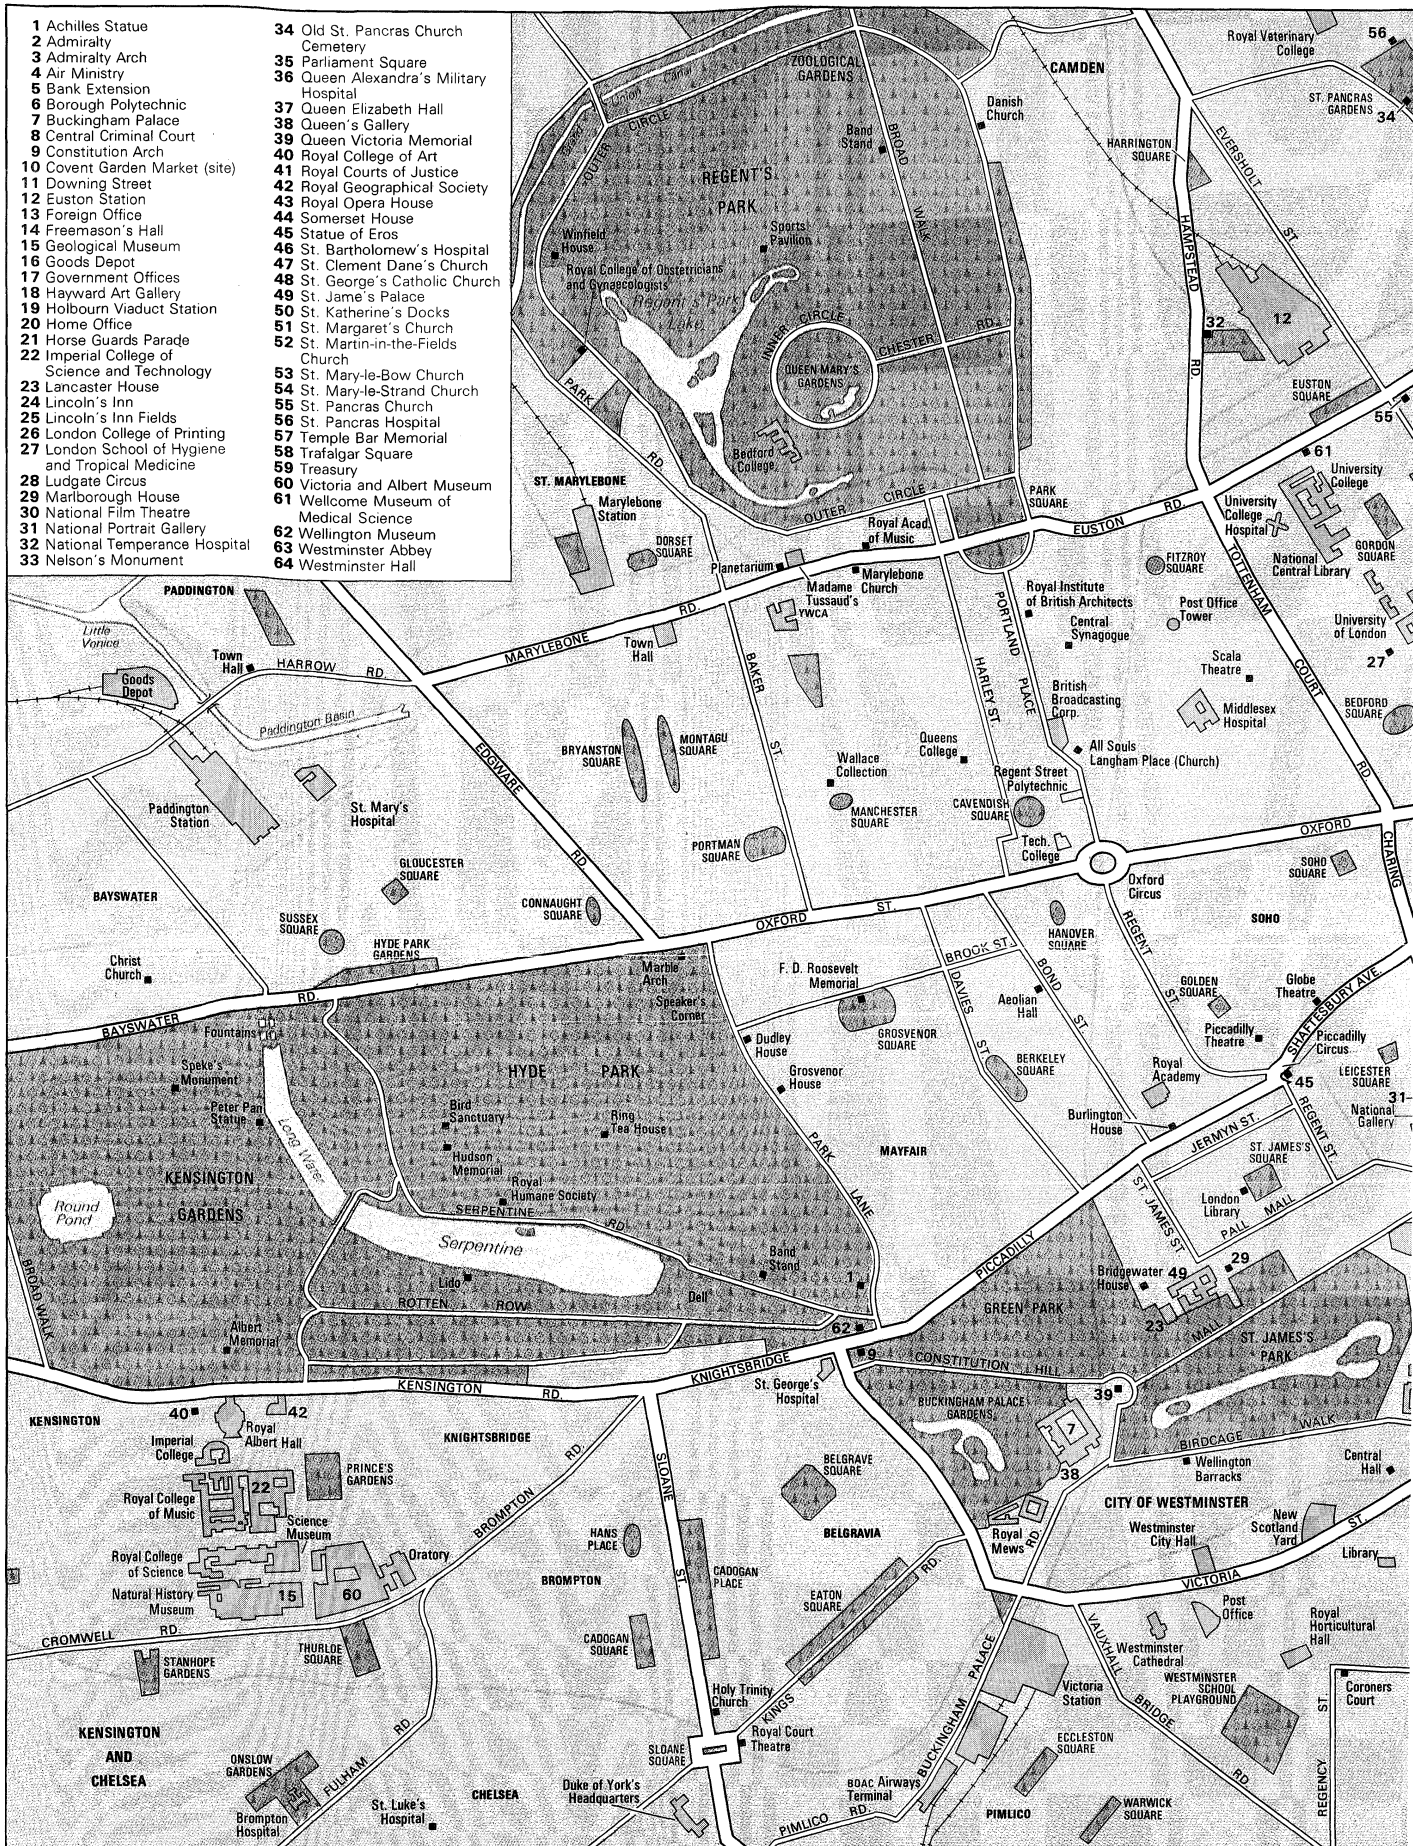 1 Achilles Statue
2 Admiralty
3 Admiralty Arch
4 Air Ministry
5 Bank Extension
6 Borough Polytechnic
7 Buckingham Palace
8 Central Criminal Court
9 Constitution Arch
10 Covent Garden Market (site)
11 Downing Street
12 Euston Station
13 Foreign Office
14 Freemason's Hall
15 Geological Museum
16 Goods Depot
17 Government Offices
18 Hayward Art Gallery
19 Holbourn Viaduct Station
20 Home Office
21 Horse Guards Parade
22 Imperial College of
Science and Technology
23 Lancaster House
24 Lincoln's Inn
25 Lincoln's Inn Fields
26 London College of Printing
27 London School of Hygiene
and Tropical Medicine
28 Ludgate Circus
29 Marlborough House
30 National Film Theatre
31 National Portrait Gallery
32 National Temperance Hospital
33 Nelson's Monument
34 Old St. Pancras Church
Cemetery
35 Parliament Square
36 Queen Alexandra's Military
Hospital
37 Queen Elizabeth Hall
38 Queen's Gallery
39 Queen Victoria Memorial
40 Royal College of Art
41 Royal Courts of Justice
42 Royal Geographical Society
43 Royal Opera House
44 Somerset House
45 Statue of Eros
46 St. Bartholomew's Hospital
47 St. Clement Dane's Church
48 St. George's Catholic Church
49 St. Jame's Palace
50 St. Katherine's Docks
51 St. Margaret's Church
52 St. Martin-in-the-Fields
Church
53 St. Mary-le-Bow Church
54 St. Mary-le-Strand Church
55 St. Pancras Church
56 St. Pancras Hospital
57 Temple Bar Memorial
58 Trafalgar Square
59 Treasury
60 Victoria and Albert Museum
61 Wellcome Museum of
Medical Science
62 Wellington Museum
63 Westminster Abbey
64 Westminster Hall
Union Canal
ZOOLOGICAL
GARDENS
CAMDEN
Royal Veterinary
College
56
ST. PANCRAS
GARDENS
34
OUTER CIRCLE
Danish
Church
Band
Stand
BROAD
WALK
HARRINGTON
SQUARE
EVERSHOLT
ST.
REGENT'S
PARK
HAMPSTEAD
RD.
Winfield
House
Sports
Pavilion
Royal College of Obstetricians
and Gynaecologists
Regent's Park
Lake
INNER CIRCLE
CHESTER RD.
QUEEN MARY'S
GARDENS
32
12
EUSTON
SQUARE
55
PARK
RD.
Bedford
College
61
ST. MARYLEBONE
Marylebone
Station
OUTER CIRCLE
PARK
SQUARE
University
College
University
College
Hospital
EUSTON RD.
Royal Acad.
of Music
DORSET
SQUARE
Planetarium
Madame
Tussaud's
Marylebone
Church
FITZROY
SQUARE
TOTTENHAM
COURT
RD.
National
Central Library
GORDON
SQUARE
PADDINGTON
Little
Venice
Town
Hall
HARROW RD.
Goods
Depot
Paddington Basin
MARYLEBONE RD.
Town
Hall
YWCA
PORTLAND
PLACE
Royal Institute
of British Architects
Central
Synagogue
Post Office
Tower
University
of London
27
Scala
Theatre
BAKER
ST.
HARLEY ST.
British
Broadcasting
Corp.
Middlesex
Hospital
BEDFORD
SQUARE
EDGWARE
RD.
BRYANSTON
SQUARE
MONTAGU
SQUARE
Wallace
Collection
Queens
College
All Souls
Langham Place (Church)
Regent Street
Polytechnic
Paddington
Station
St. Mary's
Hospital
MANCHESTER
SQUARE
CAVENDISH
SQUARE
PORTMAN
SQUARE
Tech.
College
OXFORD
CHARING
Oxford
Circus
SOHO
SQUARE
GLOUCESTER
SQUARE
BAYSWATER
CONNAUGHT
SQUARE
OXFORD ST.
SOHO
SUSSEX
SQUARE
HYDE PARK
GARDENS
HANOVER
SQUARE
REGENT
ST.
Christ
Church
Marble
Arch
Speaker's
Corner
F. D. Roosevelt
Memorial
BROOK ST.
DAVIES
ST.
BOND
ST.
Aeolian
Hall
GOLDEN
SQUARE
Globe
Theatre
SHAFTESBURY AVE.
BAYSWATER RD.
Fountains
Dudley
House
GROSVENOR
SQUARE
Piccadilly
Theatre
Piccadilly
Circus
Speke's
Monument
HYDE PARK
Grosvenor
House
BERKELEY
SQUARE
Royal
Academy
45
LEICESTER
SQUARE
31
National
Gallery
Peter Pan
Statue
Bird
Sanctuary
Ring
Tea House
Long Water
Hudson
Memorial
Burlington
House
JERMYN ST.
REGENT ST.
MAYFAIR
PARK
LANE
ST. JAMES'S
SQUARE
KENSINGTON
GARDENS
Royal
Humane Society
SERPENTINE RD.
Round
Pond
Serpentine
ST. JAMES ST.
London
Library
PALL MALL
BROAD WALK
Lido
Band
Stand
1
PICCADILLY
Bridgewater
House
49
29
Dell
ROTTEN ROW
GREEN PARK
23
MALL
ST. JAMES'S
PARK
Albert
Memorial
62
9
CONSTITUTION HILL
KENSINGTON RD.
KNIGHTSBRIDGE
St. George's
Hospital
39
KENSINGTON
40
42
Royal
Albert Hall
BUCKINGHAM PALACE
GARDENS
7
BIRDCAGE WALK
Imperial
College
KNIGHTSBRIDGE
Wellington
Barracks
Central
Hall
38
PRINCE'S
GARDENS
SLOANE
ST.
BELGRAVE
SQUARE
22
Royal College
of Music
BROMPTON RD.
CITY OF WESTMINSTER
Science
Museum
HANS
PLACE
BELGRAVIA
Royal
Mews
RD.
Westminster
City Hall
New
Scotland
Yard
Library
Royal College
of Science
Oratory
BROMPTON
CADOGAN
PLACE
VICTORIA ST.
Natural History
Museum
15
60
EATON
SQUARE
Post
Office
Royal
Horticultural
Hall
CROMWELL RD.
STANHOPE
GARDENS
THURLOE
SQUARE
CADOGAN
SQUARE
KINGS RD.
VAUXHALL
BRIDGE
RD.
Westminster
Cathedral
WESTMINSTER
SCHOOL
PLAYGROUND
Holy Trinity
Church
BUCKINGHAM PALACE
Victoria
Station
Coroners
Court
KENSINGTON
AND
CHELSEA
Royal Court
Theatre
SLOANE
SQUARE
ECCLESTON
SQUARE
REGENCY ST.
ONSLOW
GARDENS
FULHAM RD.
Brompton
Hospital
CHELSEA
St. Luke's
Hospital
Duke of York's
Headquarters
BOAC Airways
Terminal
PIMLICO RD.
PIMLICO
WARWICK
SQUARE